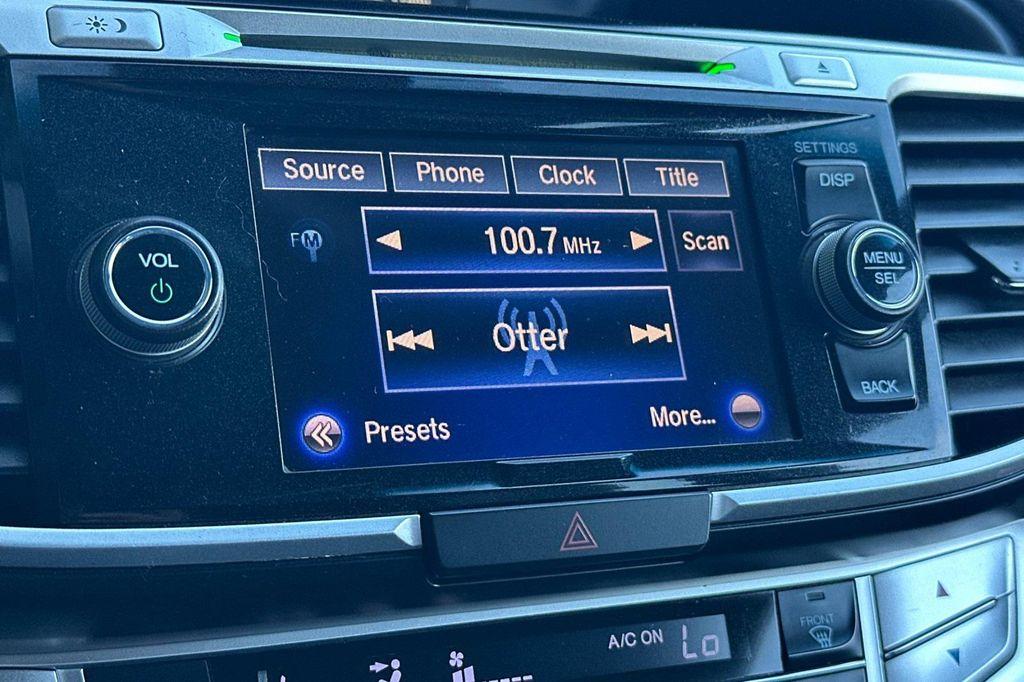 SETTINGS
DISP
Source Phone Clock Title
FM
100.7 MHz
Scan
VOL
MENU
SEL
Otter
BACK
Presets
More...
A/C ON Lo
FRONT